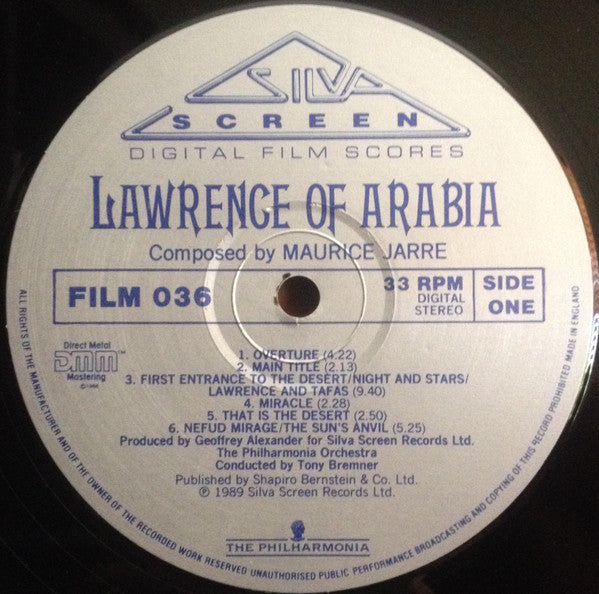 SILVA
SCREEN
DIGITAL FILM SCORES
LAWRENCE OF ARABIA
Composed by MAURICE JARRE
FILM 036
33 RPM
DIGITAL
STEREO
SIDE
ONE
Direct Metal
DMM™
Mastering
1. OVERTURE (4.22)
2. MAIN TITLE (2.13)
3. FIRST ENTRANCE TO THE DESERT/NIGHT AND STARS/
LAWRENCE AND TAFAS (9.40)
4. MIRACLE (2.28)
5. THAT IS THE DESERT (2.50)
6. NEFUD MIRAGE/THE SUN'S ANVIL (5.25)
Produced by Geoffrey Alexander for Silva Screen Records Ltd.
The Philharmonia Orchestra
Conducted by Tony Bremner
Published by Shapiro Bernstein & Co. Ltd.
℗ 1989 Silva Screen Records Ltd.
THE PHILHARMONIA
ALL RIGHTS OF THE MANUFACTURER AND OF THE OWNER OF THE RECORDED WORK RESERVED UNAUTHORISED PUBLIC PERFORMANCE BROADCASTING AND COPYING OF THIS RECORD PROHIBITED MADE IN ENGLAND